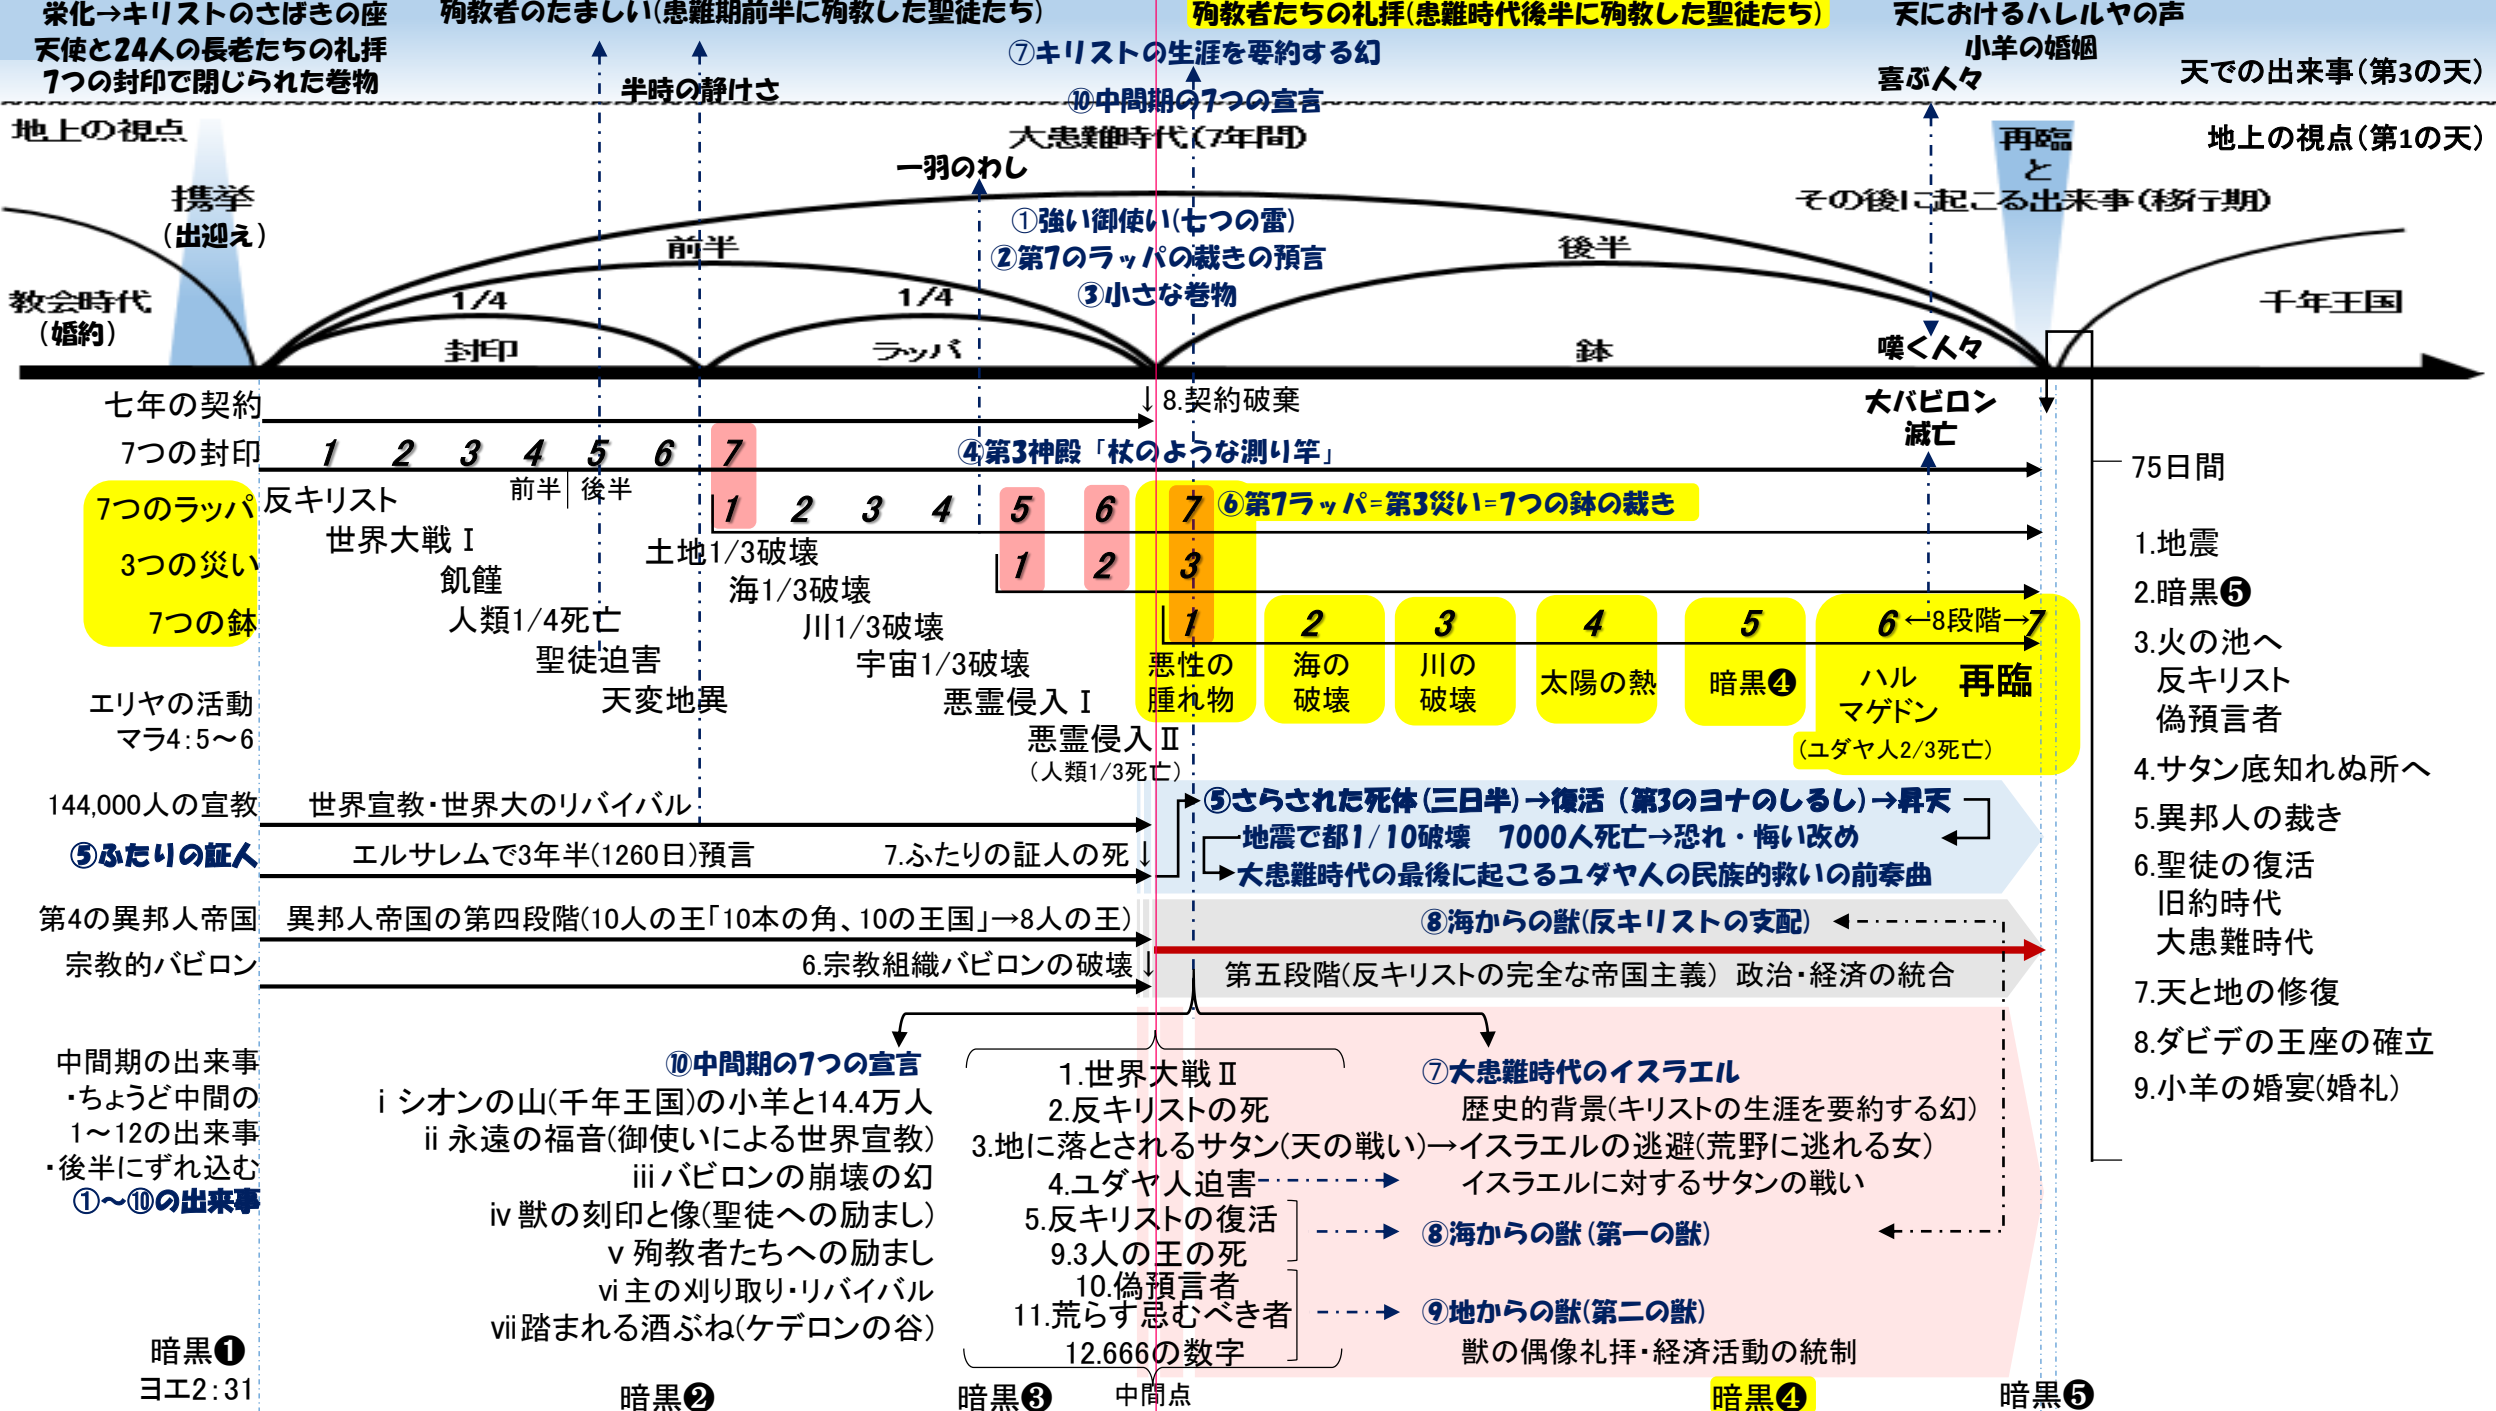 栄化→キリストのさばきの座
天使と24人の長老たちの礼拝
7つの封印で閉じられた巻物
殉教者のたましい(患難期前半に殉教した聖徒たち)
半時の静けさ
殉教者たちの礼拝(患難時代後半に殉教した聖徒たち)
⑦キリストの生涯を要約する幻
⑩中間期の7つの宣言
天におけるハレルヤの声
小羊の婚姻
喜ぶ人々
天での出来事(第3の天)
地上の視点
大患難時代(7年間)
地上の視点(第1の天)
携挙
(出迎え)
一羽のわし
再臨
と
その後に起こる出来事(移行期)
①強い御使い(七つの雷)
②第7のラッパの裁きの預言
③小さな巻物
前半
後半
教会時代
(婚約)
1/4
1/4
千年王国
封印
ラッパ
鉢
嘆く人々
七年の契約
↓8.契約破棄
大バビロン
滅亡
7つの封印
1 2 3 4 5 6 7
④第3神殿「杖のような測り竿」
前半 後半
7つのラッパ
反キリスト
1 2 3 4 5 6 7
⑥第7ラッパ=第3災い=7つの鉢の裁き
世界大戦Ⅰ
土地1/3破壊
3つの災い
1 2 3
飢饉
海1/3破壊
7つの鉢
人類1/4死亡
川1/3破壊
1 2 3 4 5 6 ←8段階→7
聖徒迫害
宇宙1/3破壊
悪性の
腫れ物
海の
破壊
川の
破壊
太陽の熱
暗黒❹
ハル
マゲドン
再臨
(ユダヤ人2/3死亡)
天変地異
悪霊侵入Ⅰ
悪霊侵入Ⅱ
(人類1/3死亡)
エリヤの活動
マラ4:5～6
144,000人の宣教
世界宣教・世界大のリバイバル
⑤さらされた死体(三日半)→復活(第3のヨナのしるし)→昇天
地震で都1/10破壊 7000人死亡→恐れ・悔い改め
大患難時代の最後に起こるユダヤ人の民族的救いの前奏曲
⑤ふたりの証人
エルサレムで3年半(1260日)預言
7.ふたりの証人の死↓
第4の異邦人帝国
異邦人帝国の第四段階(10人の王「10本の角、10の王国」→8人の王)
⑧海からの獣(反キリストの支配)
宗教的バビロン
6.宗教組織バビロンの破壊↓
第五段階(反キリストの完全な帝国主義) 政治・経済の統合
中間期の出来事
・ちょうど中間の
1～12の出来事
・後半にずれ込む
①～⑩の出来事
⑩中間期の7つの宣言
ⅰ シオンの山(千年王国)の小羊と14.4万人
ⅱ 永遠の福音(御使いによる世界宣教)
ⅲ バビロンの崩壊の幻
ⅳ 獣の刻印と像(聖徒への励まし)
ⅴ 殉教者たちへの励まし
ⅵ 主の刈り取り・リバイバル
ⅶ 踏まれる酒ぶね(ケデロンの谷)
1.世界大戦Ⅱ
2.反キリストの死
3.地に落とされるサタン(天の戦い)→イスラエルの逃避(荒野に逃れる女)
4.ユダヤ人迫害
5.反キリストの復活
9.3人の王の死
10.偽預言者
11.荒らす忌むべき者
12.666の数字
⑦大患難時代のイスラエル
歴史的背景(キリストの生涯を要約する幻)
イスラエルに対するサタンの戦い
⑧海からの獣(第一の獣)
⑨地からの獣(第二の獣)
獣の偶像礼拝・経済活動の統制
75日間
1.地震
2.暗黒❺
3.火の池へ
反キリスト
偽預言者
4.サタン底知れぬ所へ
5.異邦人の裁き
6.聖徒の復活
旧約時代
大患難時代
7.天と地の修復
8.ダビデの王座の確立
9.小羊の婚宴(婚礼)
暗黒❶
ヨエ2:31
暗黒❷
暗黒❸
中間点
暗黒❹
暗黒❺